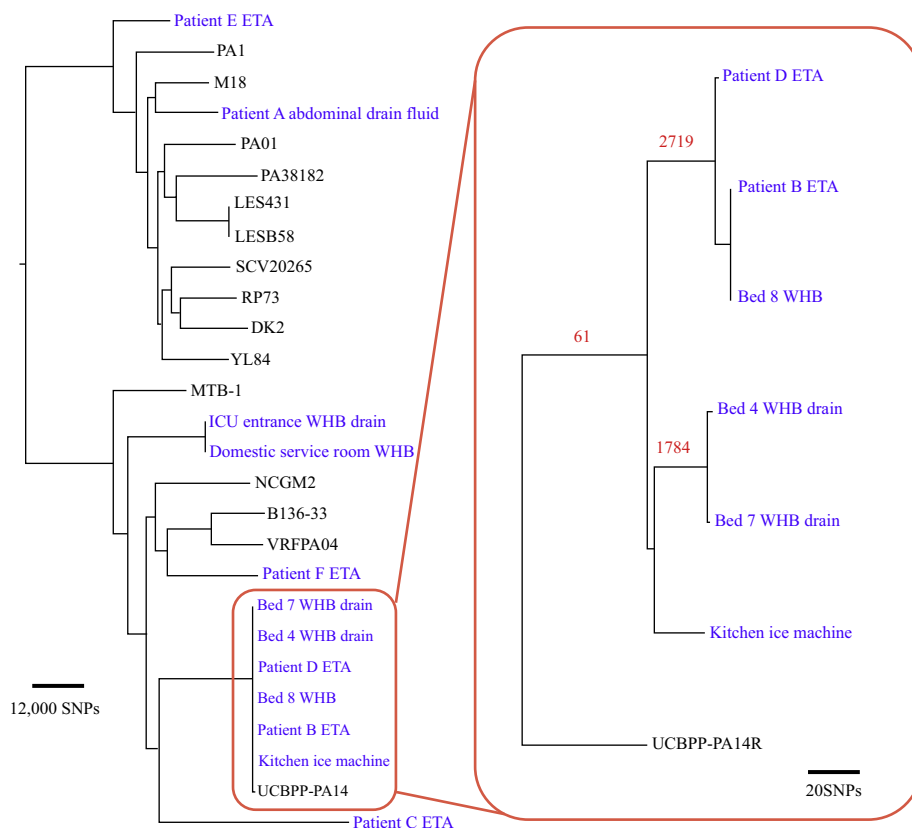 Patient E ETA
PA1
M18
Patient A abdominal drain fluid
PA01
PA38182
LES431
LESB58
SCV20265
RP73
DK2
YL84
MTB-1
ICU entrance WHB drain
Domestic service room WHB
NCGM2
B136-33
VRFPA04
Patient F ETA
Bed 7 WHB drain
Bed 4 WHB drain
Patient D ETA
Bed 8 WHB
Patient B ETA
Kitchen ice machine
UCBPP-PA14
Patient C ETA
12,000 SNPs
Patient D ETA
2719
Patient B ETA
Bed 8 WHB
61
Bed 4 WHB drain
1784
Bed 7 WHB drain
Kitchen ice machine
UCBPP-PA14R
20SNPs